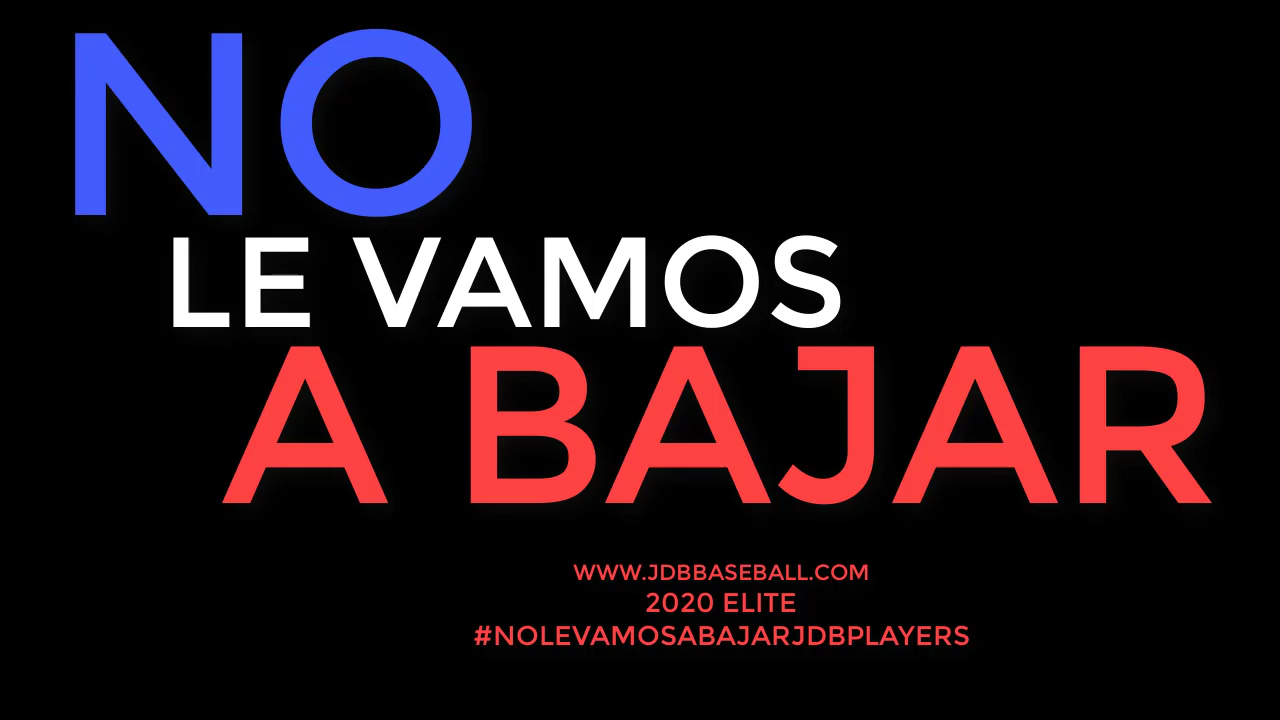 NO
LE VAMOS
A BAJAR
WWW.JDBBASEBALL.COM
2020 ELITE
#NOLEVAMOSABAJARJDBPLAYERS